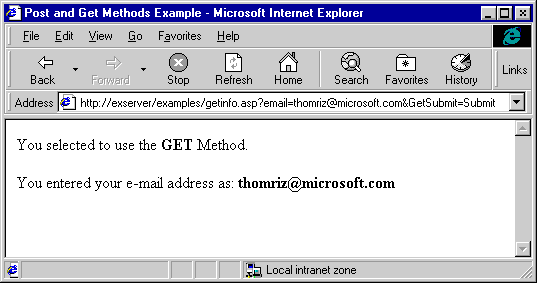 Post and Get Methods Example - Microsoft Internet Explorer
File Edit View Go Favorites Help
Back Forward Stop Refresh Home Search Favorites History Links
Address http://exserver/examples/getinfo.asp?email=thomriz@microsoft.com&GetSubmit=Submit
You selected to use the GET Method.
You entered your e-mail address as: thomriz@microsoft.com
Local intranet zone